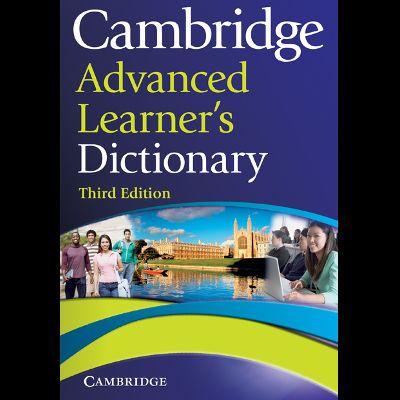 Cambridge
Advanced
Learner's
Dictionary
Third Edition
CAMBRIDGE